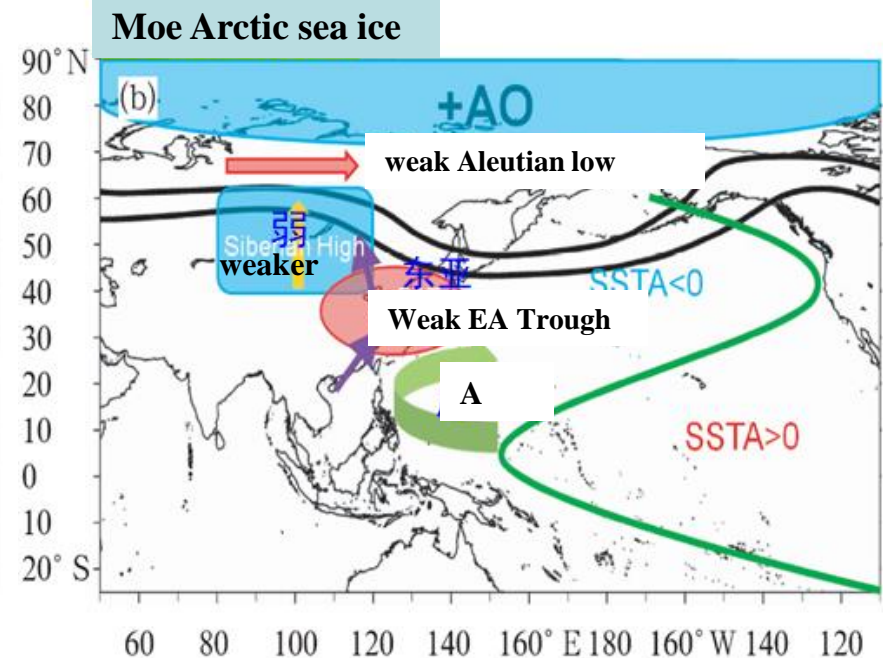 Moe Arctic sea ice
90° N
(b)
+AO
80
70
weak Aleutian low
60
弱
50
Siberian High
weaker
东亚
40
SSTA<0
Weak EA Trough
30
20
A
10
SSTA>0
0
10
20° S
60 80 100 120 140 160° E 180 160° W 140 120